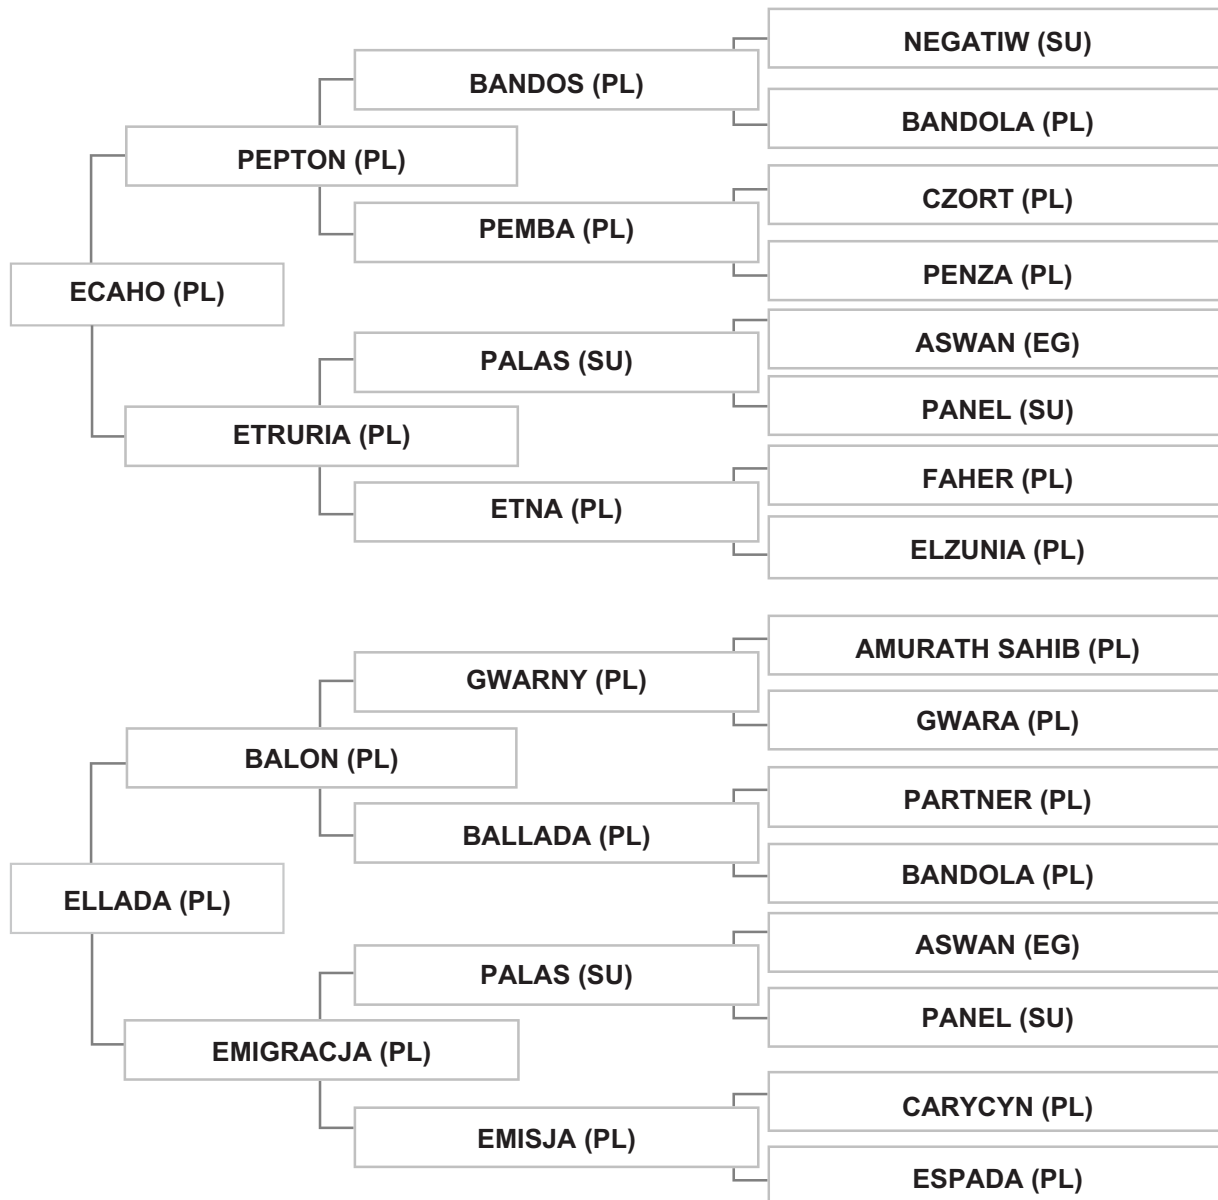 NEGATIW (SU)
BANDOS (PL)
BANDOLA (PL)
PEPTON (PL)
CZORT (PL)
PEMBA (PL)
PENZA (PL)
ECAHO (PL)
ASWAN (EG)
PALAS (SU)
PANEL (SU)
ETRURIA (PL)
FAHER (PL)
ETNA (PL)
ELZUNIA (PL)
AMURATH SAHIB (PL)
GWARNY (PL)
GWARA (PL)
BALON (PL)
PARTNER (PL)
BALLADA (PL)
BANDOLA (PL)
ELLADA (PL)
ASWAN (EG)
PALAS (SU)
PANEL (SU)
EMIGRACJA (PL)
CARYCYN (PL)
EMISJA (PL)
ESPADA (PL)